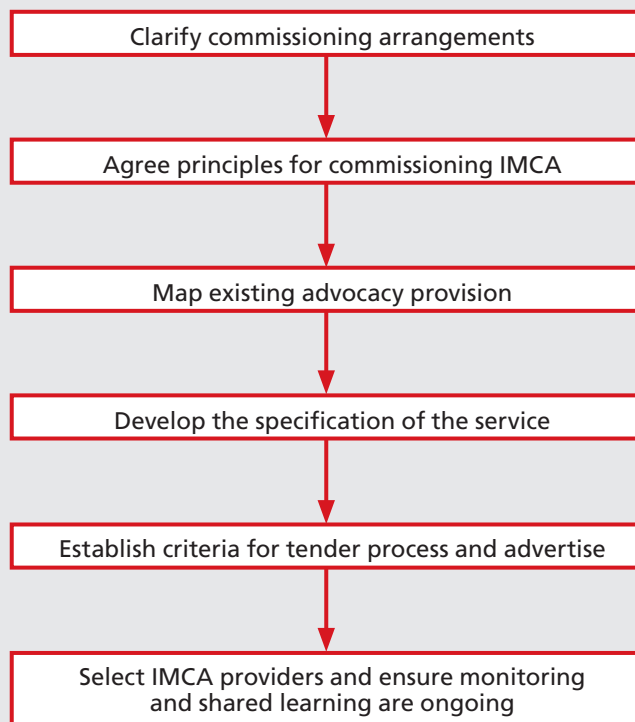 Clarify commissioning arrangements
Agree principles for commissioning IMCA
Map existing advocacy provision
Develop the specification of the service
Establish criteria for tender process and advertise
Select IMCA providers and ensure monitoring
and shared learning are ongoing